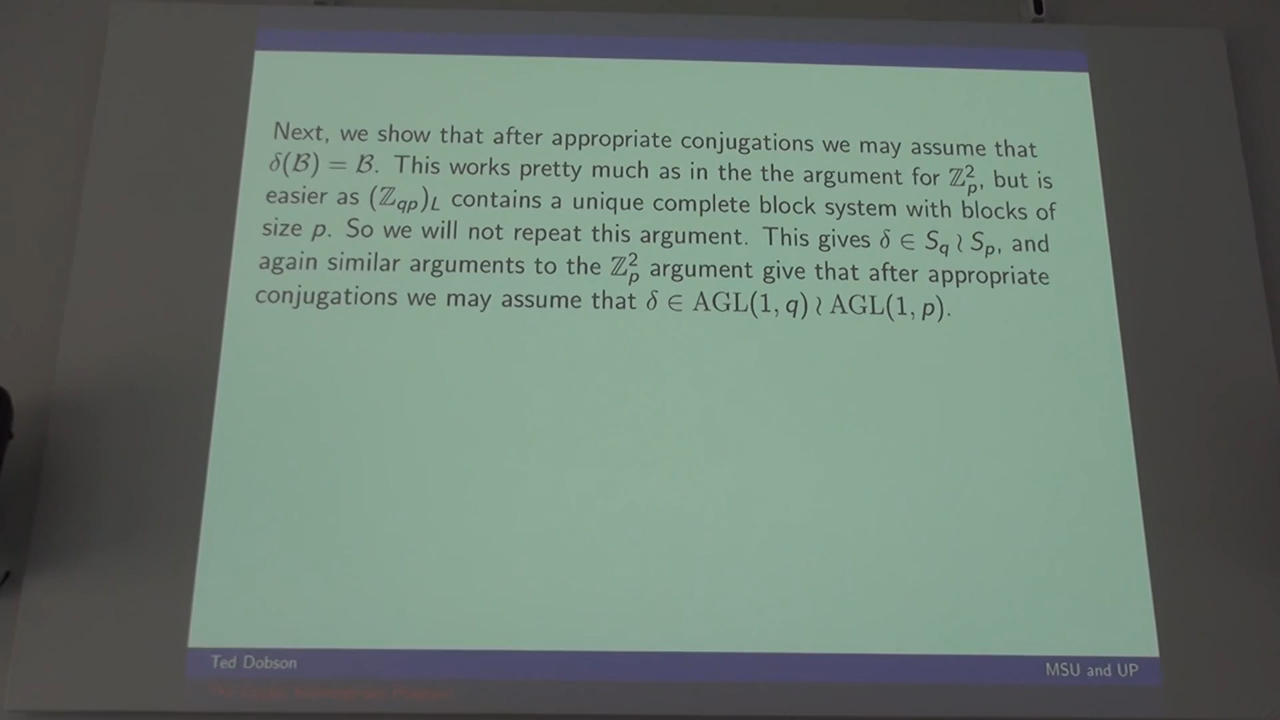 Next, we show that after appropriate conjugations we may assume that
δ(ℬ) = ℬ. This works pretty much as in the the argument for ℤ²ₚ, but is
easier as (ℤ_{qp})_L contains a unique complete block system with blocks of
size p. So we will not repeat this argument. This gives δ ∈ S_q ≀ S_p, and
again similar arguments to the ℤ²ₚ argument give that after appropriate
conjugations we may assume that δ ∈ AGL(1, q) ≀ AGL(1, p).
Ted Dobson
MSU and UP